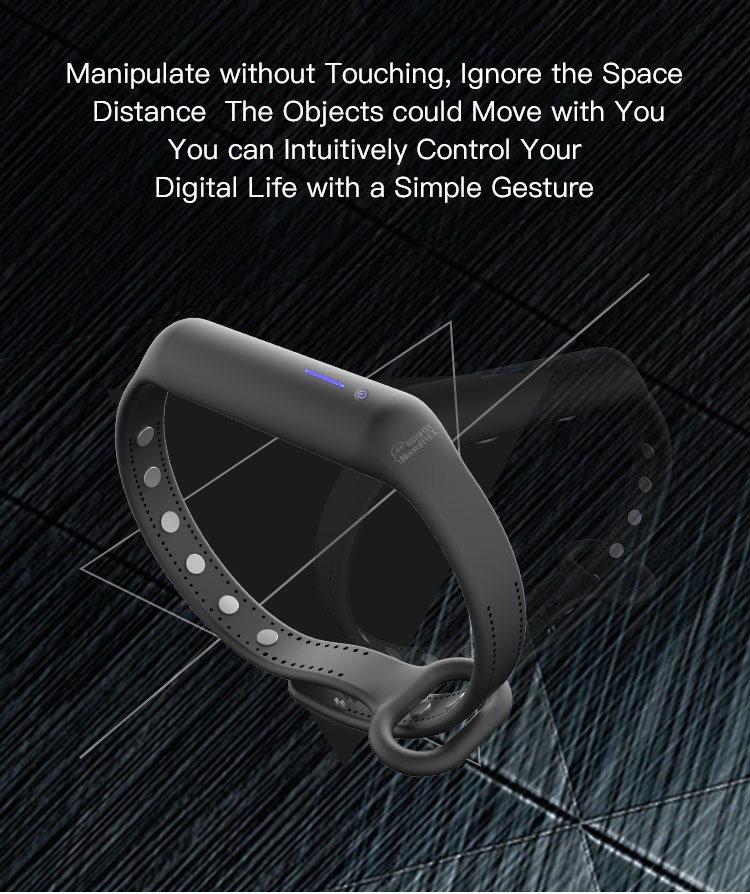 Manipulate without Touching, Ignore the Space
Distance  The Objects could Move with You
You can Intuitively Control Your
Digital Life with a Simple Gesture